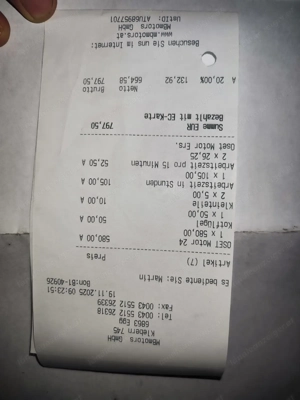 MBmotors GmbH
Kleben 745
6863 Egg
Tel: 0043 5512 26318
Fax: 0043 5512 26339
19.11.2025 09:23:51
Bon:B1-40926
Es bediente Sie: Martin
Artikel (7) Preis
OSET Motor 24 580,00 A
1 x 580,00
Kotflügel 50,00 A
1 x 50,00
Kleinteile 10,00 A
2 x 5,00
Arbeitszeit in Stunden 105,00 A
1 x 105,00
Arbeitszeit pro 15 Minuten 52,50 A
2 x 26,25
Oset Motor Ers.
Summe EUR 797,50
Bezahlt mit EC-Karte
Netto Brutto
A 20,00% 132,92 664,58 797,50
Besuchen Sie uns im Internet:
www.mbmotors.at
MBmotors GmbH
UstID: ATU68957701